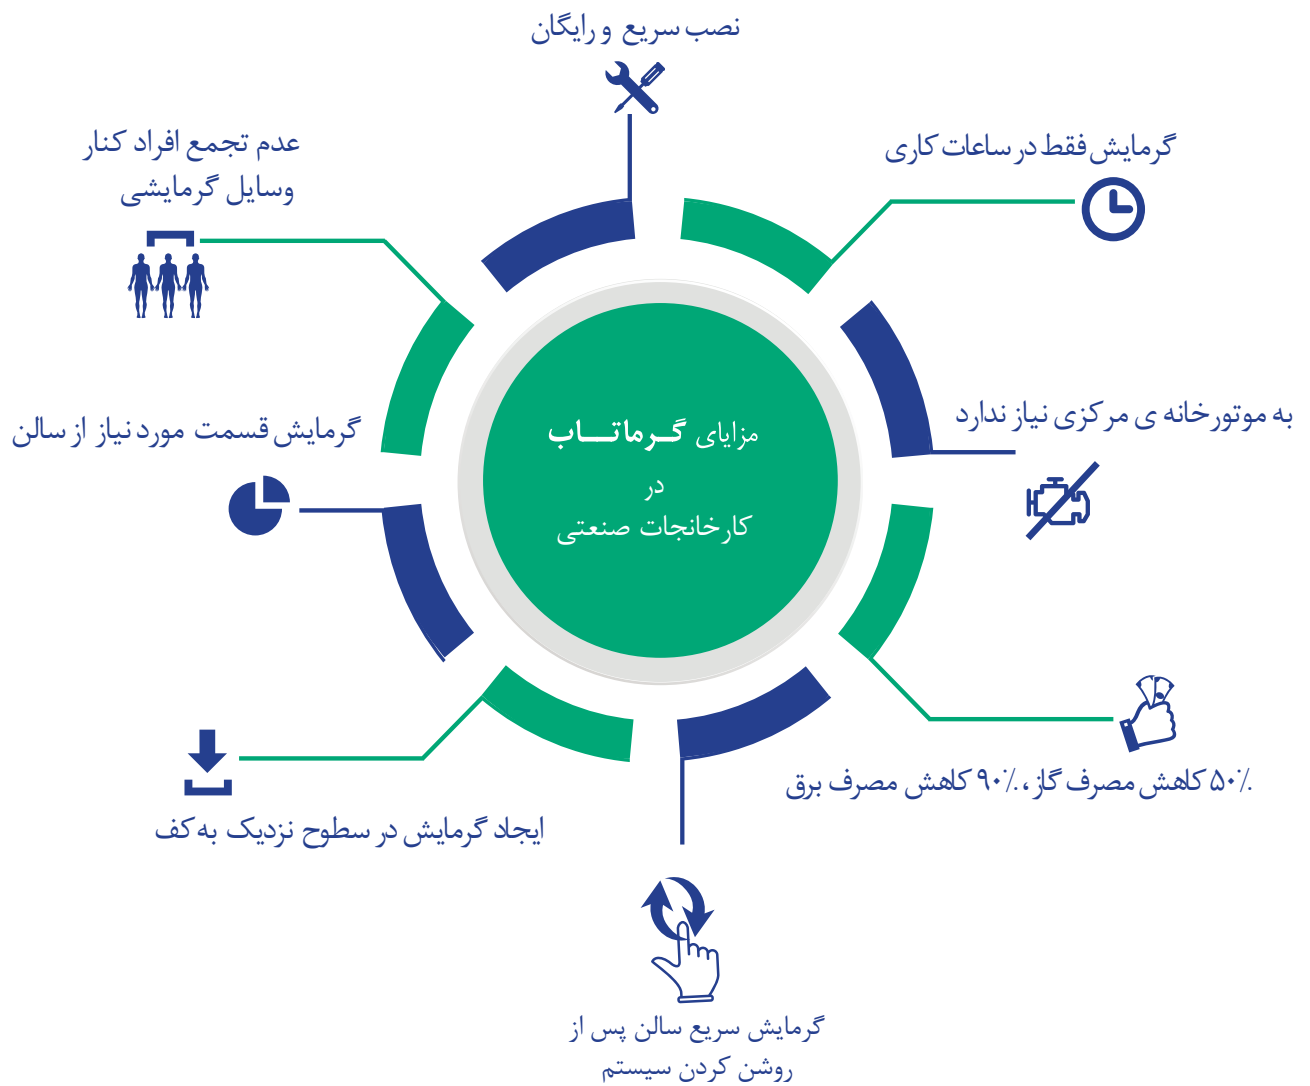 نصب سریع و رایگان
گرمایش فقط در ساعات کاری
عدم تجمع افراد کنار
وسایل گرمایشی
به موتورخانه ی مرکزی نیاز ندارد
گرمایش قسمت مورد نیاز از سالن
مزایای گـرماتـاب
در
کارخانجات صنعتی
۵۰٪ کاهش مصرف گاز، ۹۰٪ کاهش مصرف برق
ایجاد گرمایش در سطوح نزدیک به کف
گرمایش سریع سالن پس از
روشن کردن سیستم